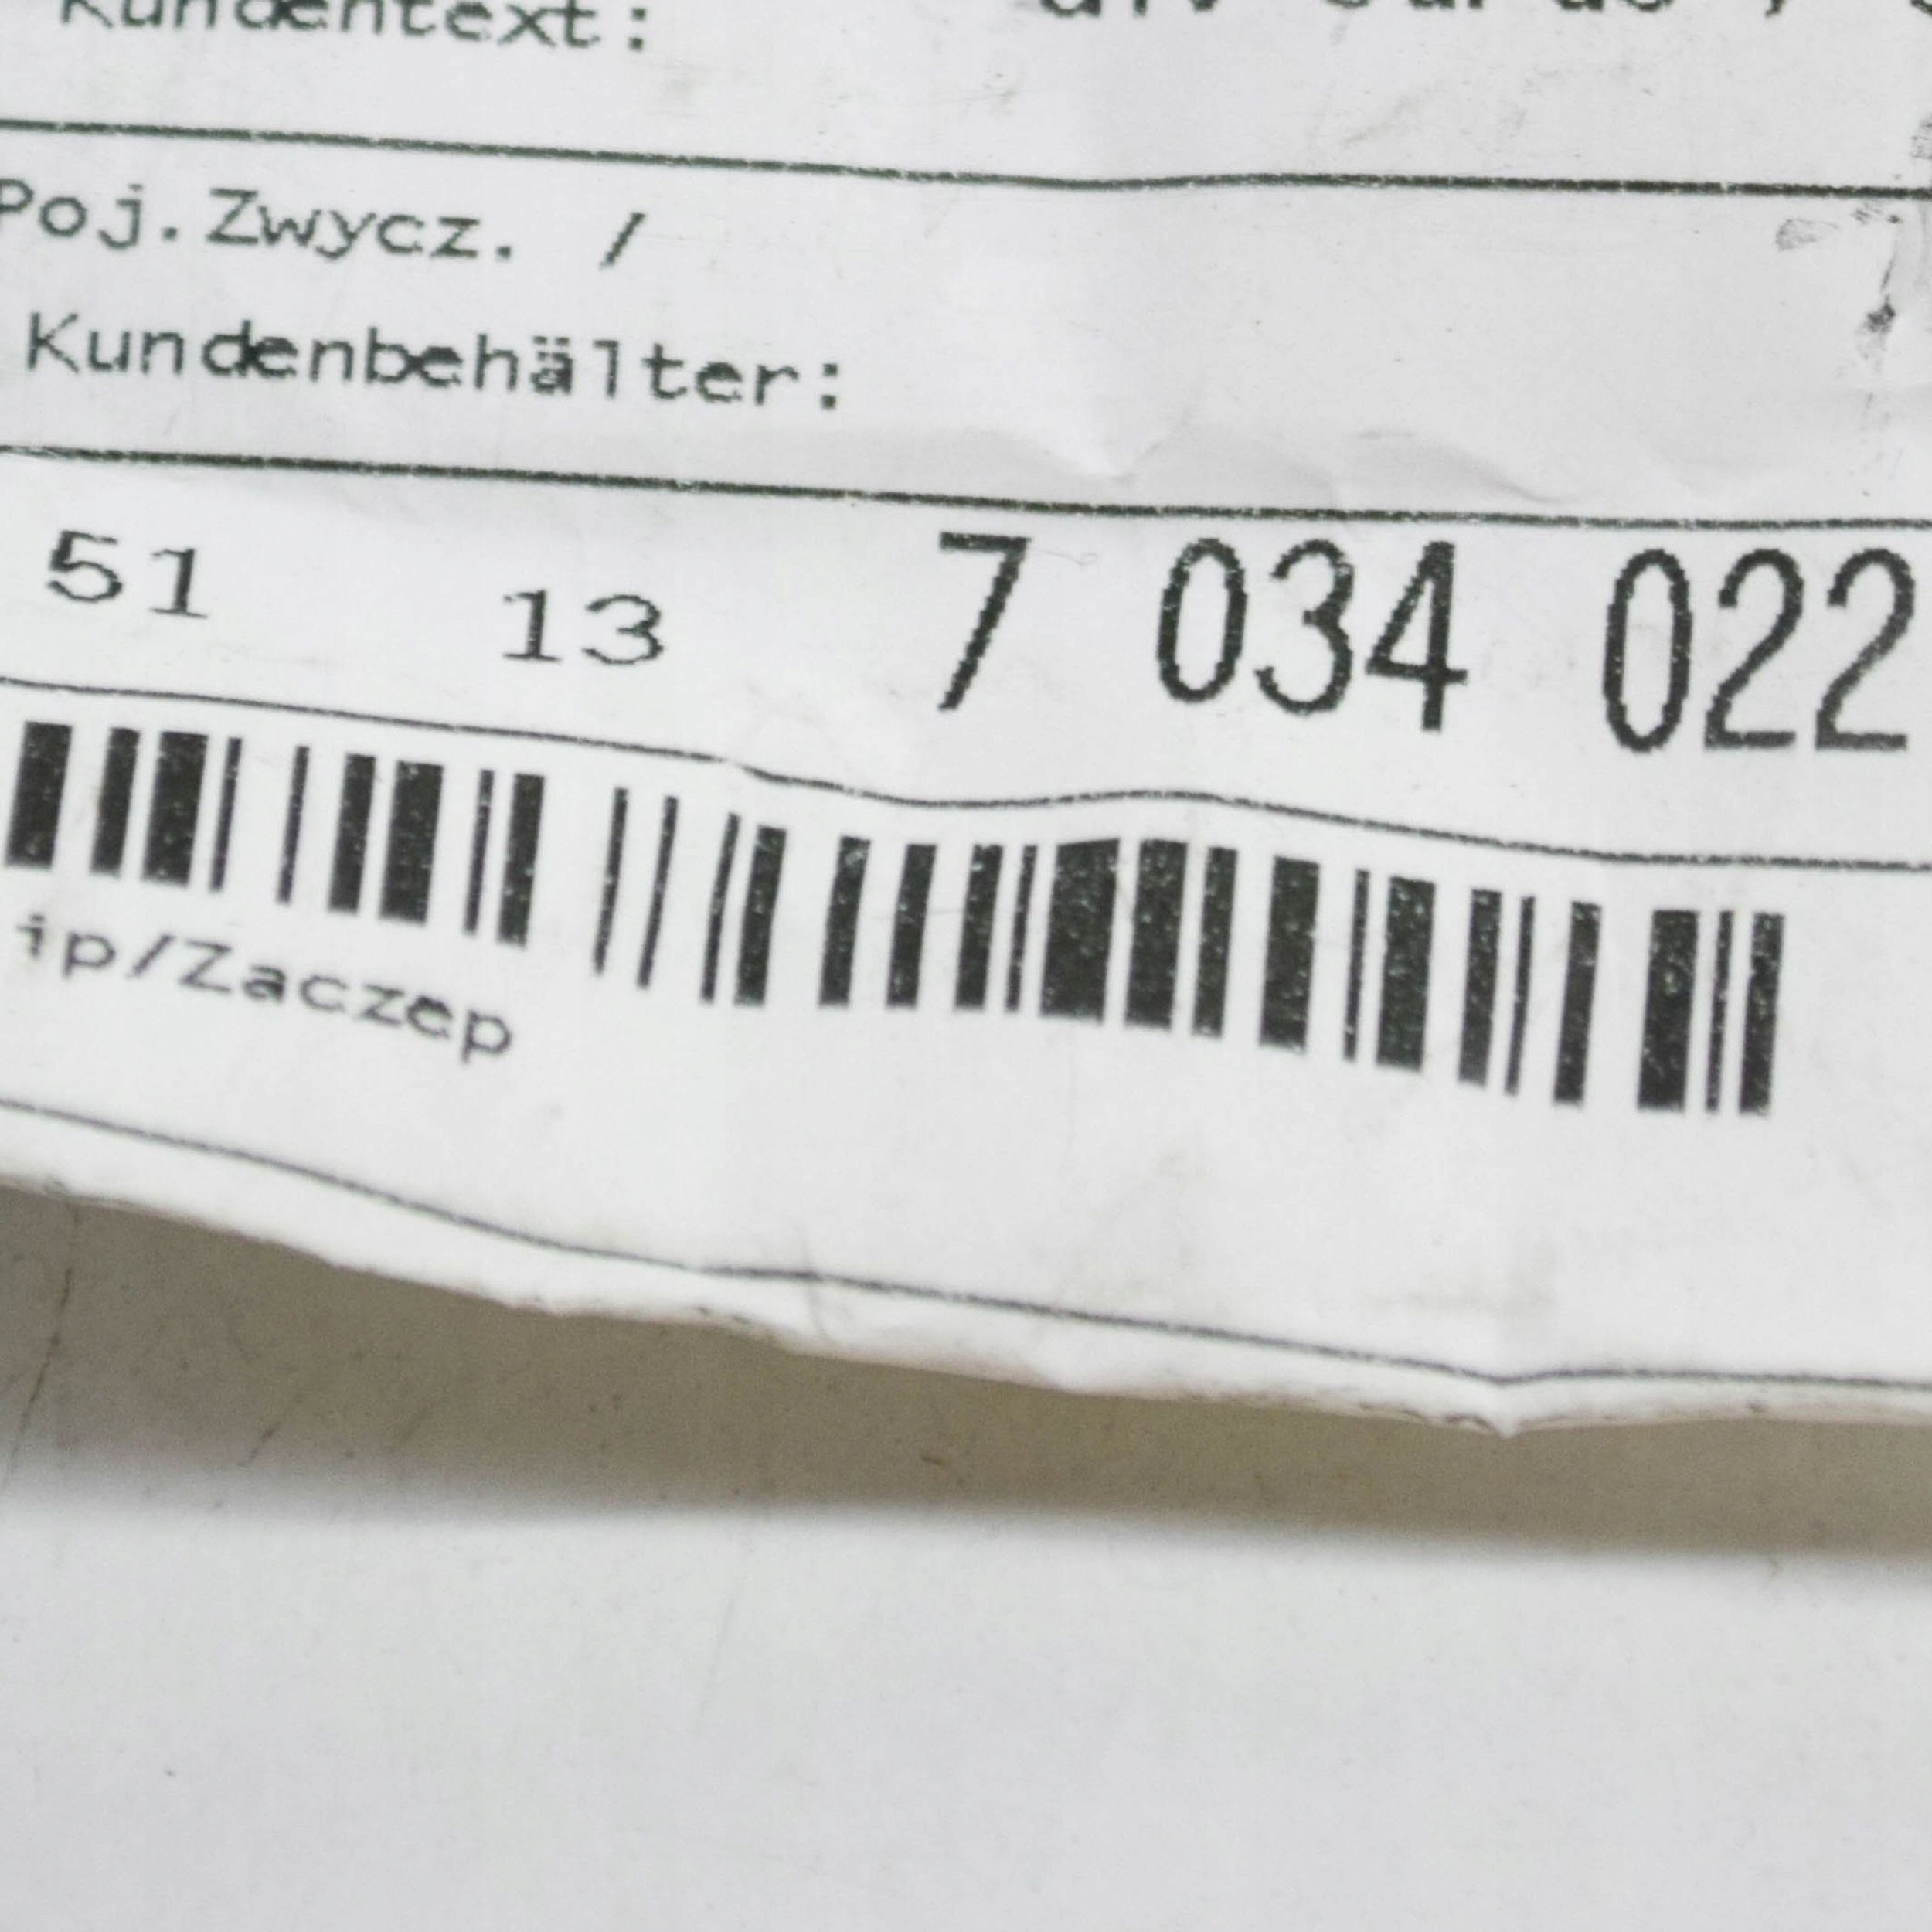 Kundentext:
Poj.Zwycz. /
Kundenbehälter:
51 13 7 034 022
ip/Zaczep